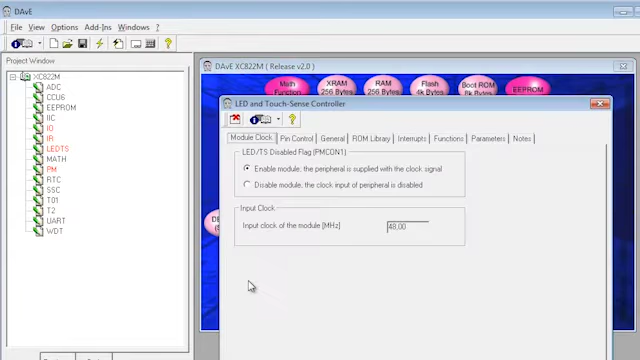 DAvE
File View Options Add-Ins Windows ?
Project Window
XC822M
ADC
CCU6
EEPROM
IIC
IO
IR
LEDTS
MATH
PM
RTC
SSC
T01
T2
UART
WDT
DAvE XC822M ( Release v2.0 )
Math Function
XRAM 256 Bytes
RAM 256 Bytes
Flash 4k Bytes
Boot ROM 8k Bytes
EEPROM
LED and Touch-Sense Controller
Module Clock Pin Control General ROM Library Interrupts Functions Parameters Notes
LED/TS Disabled Flag (PMCON1)
Enable module; the peripheral is supplied with the clock signal
Disable module; the clock input of peripheral is disabled
Input Clock
Input clock of the module [MHz]
48,00